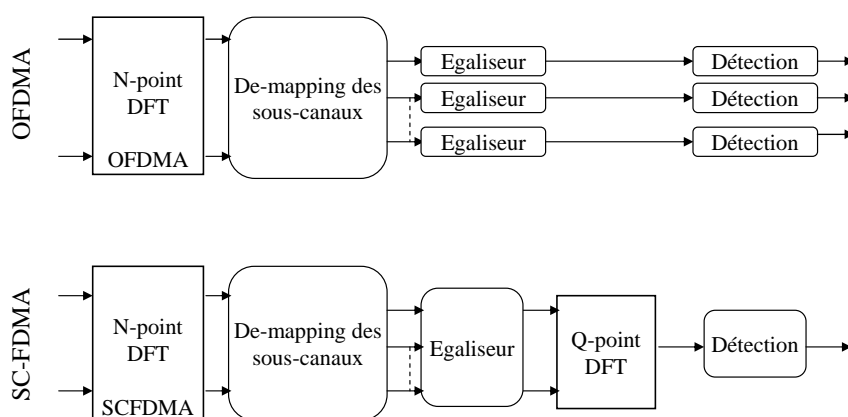 OFDMA
N-point
DFT
OFDMA
De-mapping des
sous-canaux
Egaliseur
Détection
Egaliseur
Détection
Egaliseur
Détection
SC-FDMA
N-point
DFT
SCFDMA
De-mapping des
sous-canaux
Egaliseur
Q-point
DFT
Détection